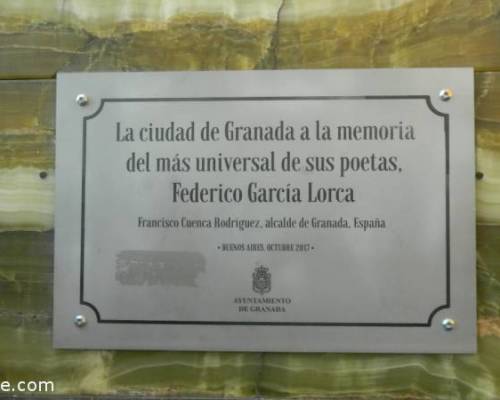 La ciudad de Granada a la memoria
del más universal de sus poetas,
Federico García Lorca
Francisco Cuenca Rodríguez, alcalde de Granada, España
• BUENOS AIRES, OCTUBRE 2017 •
AYUNTAMIENTO
DE GRANADA
e.com